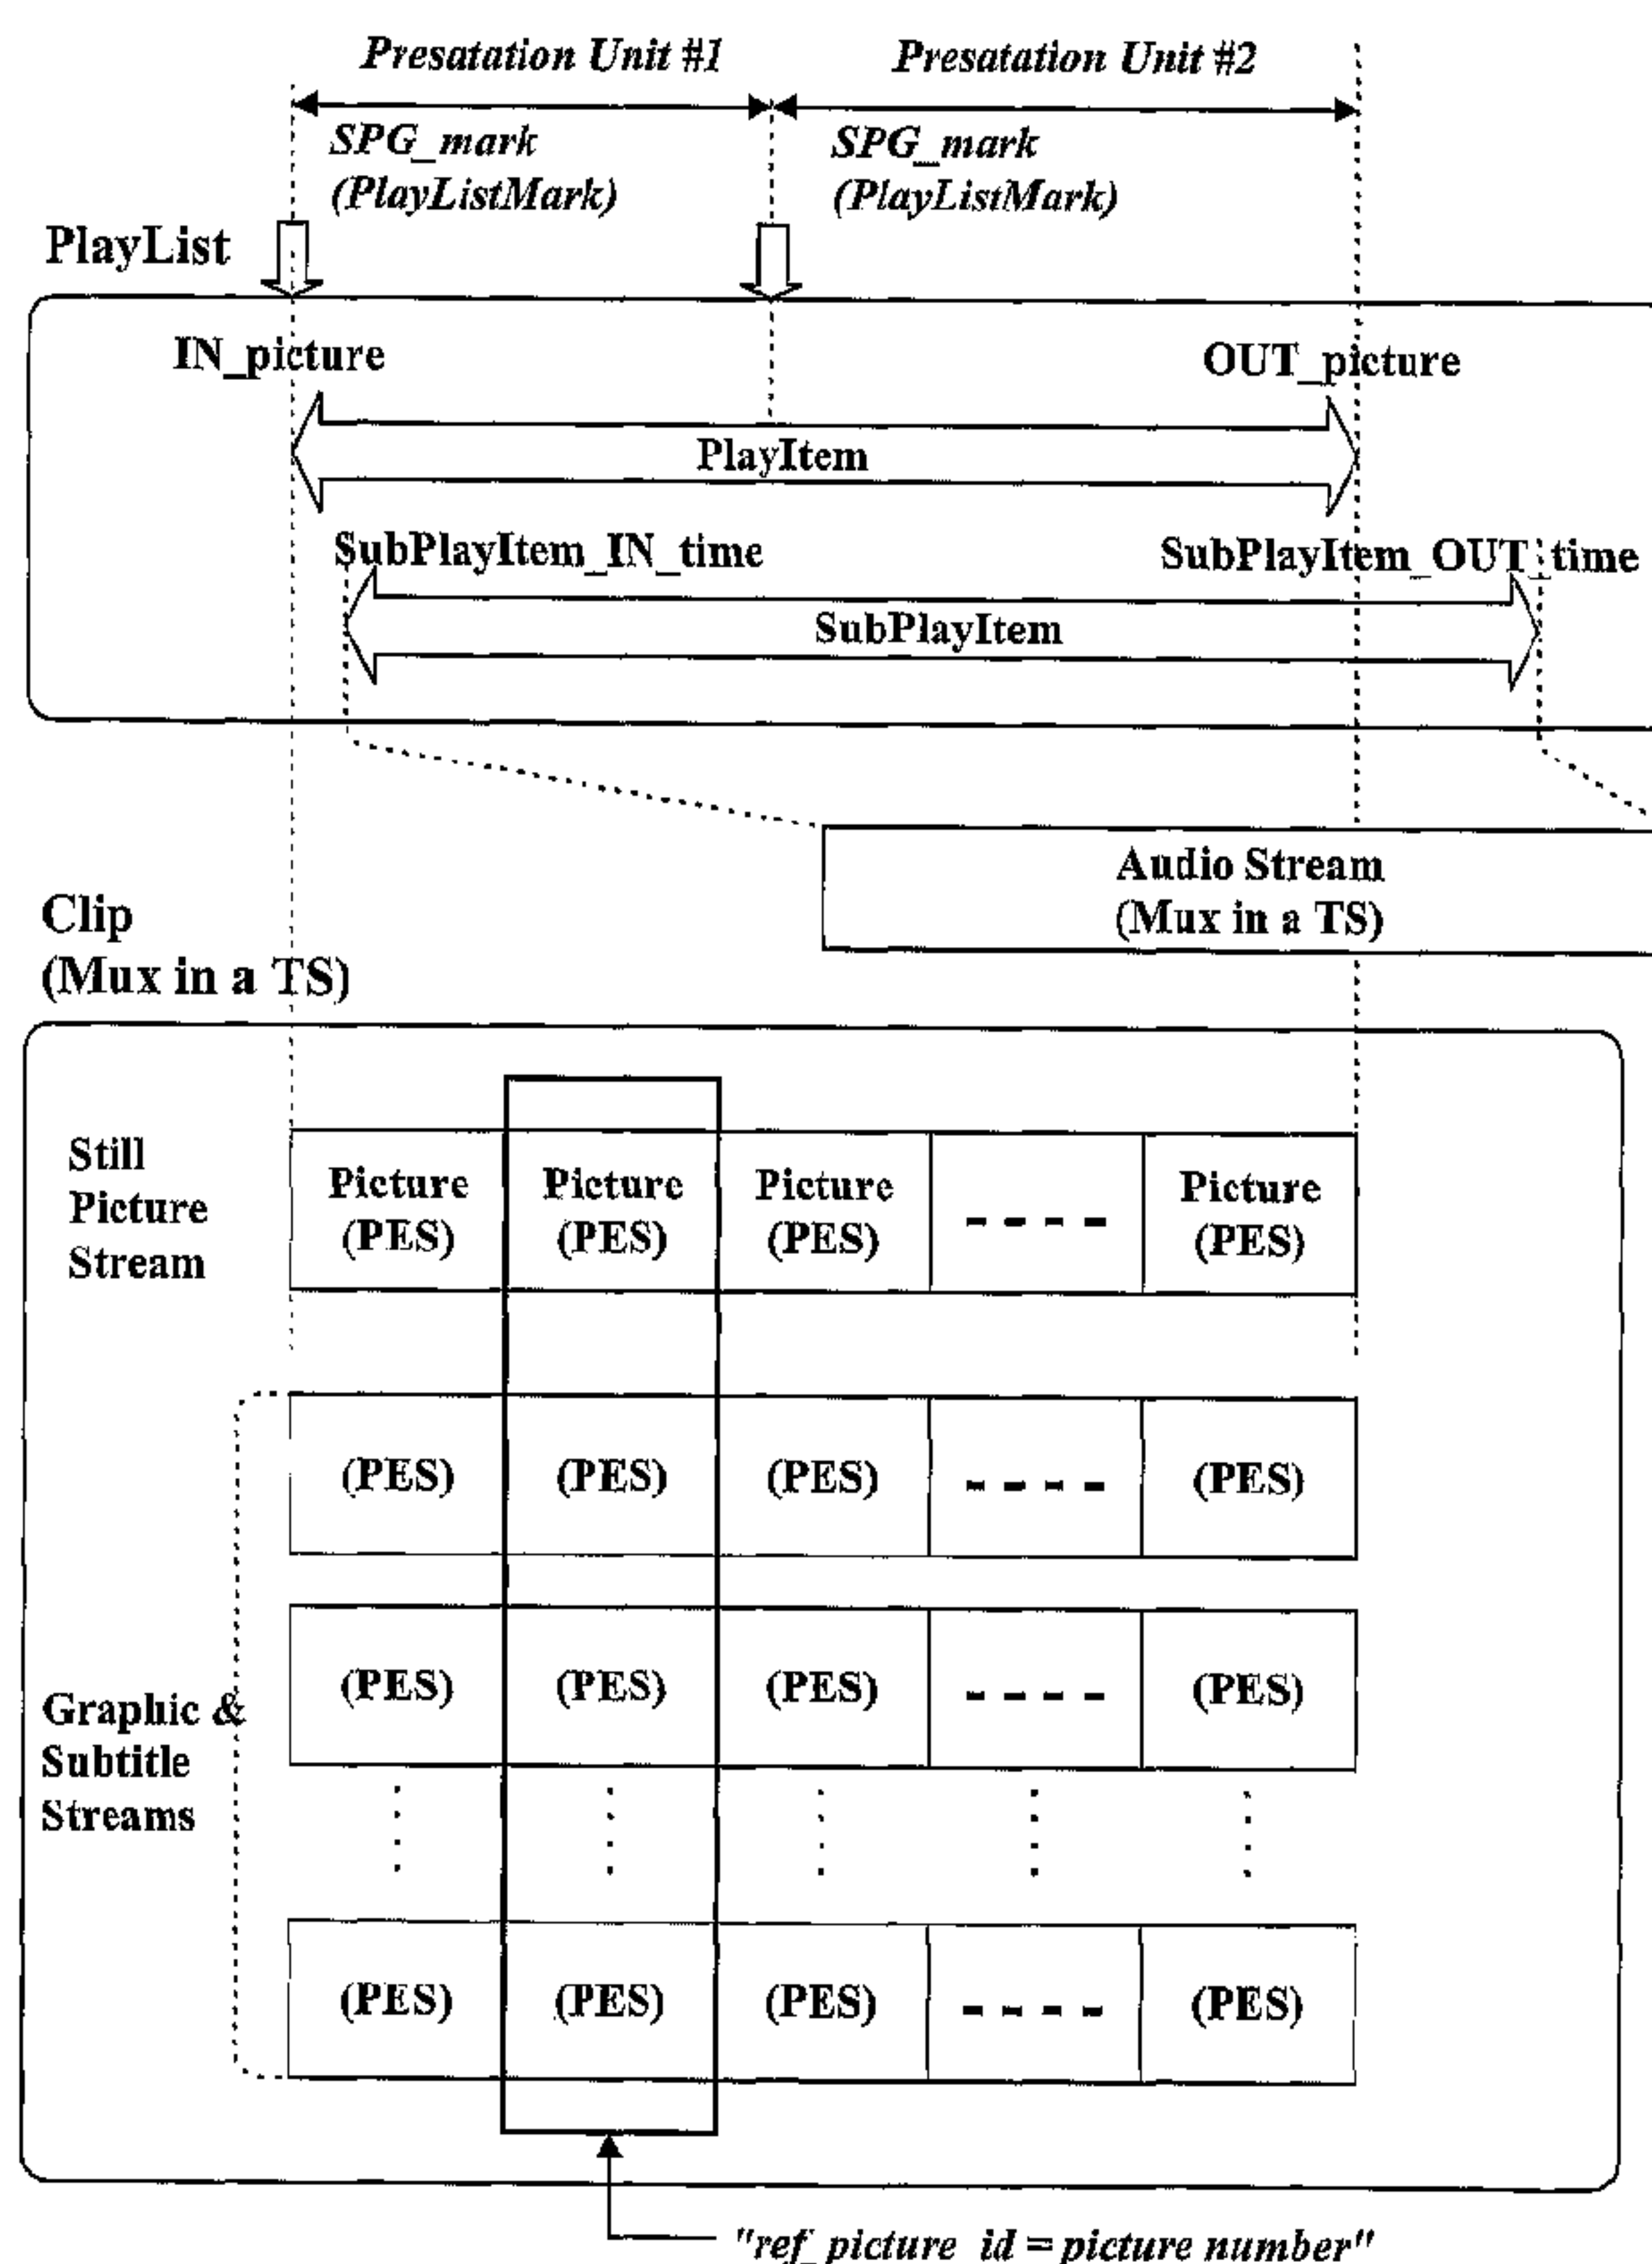 Presatation Unit #1
Presatation Unit #2
SPG_mark
(PlayListMark)
SPG_mark
(PlayListMark)
PlayList
IN_picture
OUT_picture
PlayItem
SubPlayItem_IN_time
SubPlayItem_OUT_time
SubPlayItem
Audio Stream
(Mux in a TS)
Clip
(Mux in a TS)
Still
Picture
Stream
Picture
(PES)
Picture
(PES)
Picture
(PES)
Picture
(PES)
(PES)
(PES)
(PES)
(PES)
(PES)
(PES)
(PES)
(PES)
Graphic &
Subtitle
Streams
(PES)
(PES)
(PES)
(PES)
"ref_picture_id = picture number"